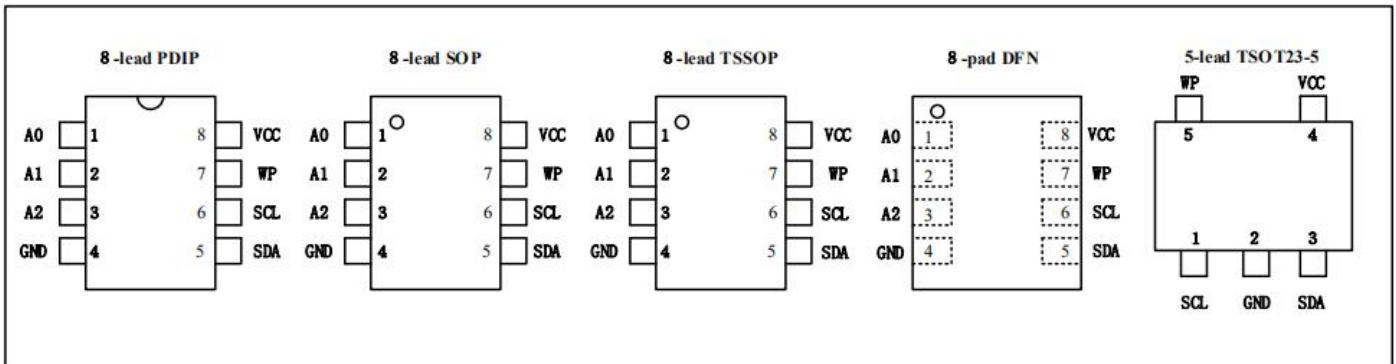 8-lead PDIP
A0 1 8 VCC
A1 2 7 WP
A2 3 6 SCL
GND 4 5 SDA
8-lead SOP
A0 1 8 VCC
A1 2 7 WP
A2 3 6 SCL
GND 4 5 SDA
8-lead TSSOP
A0 1 8 VCC
A1 2 7 WP
A2 3 6 SCL
GND 4 5 SDA
8-pad DFN
A0 1 8 VCC
A1 2 7 WP
A2 3 6 SCL
GND 4 5 SDA
5-lead TSOT23-5
WP VCC
5 4
1 2 3
SCL GND SDA